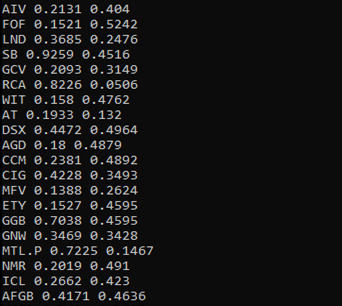 AIV 0.2131 0.404
FOF 0.1521 0.5242
LND 0.3685 0.2476
SB 0.9259 0.4516
GCV 0.2093 0.3149
RCA 0.8226 0.0506
WIT 0.158 0.4762
AT 0.1933 0.132
DSX 0.4472 0.4964
AGD 0.18 0.4879
CCM 0.2381 0.4892
CIG 0.4228 0.3493
MFV 0.1388 0.2624
ETY 0.1527 0.4595
GGB 0.7038 0.4595
GNW 0.3469 0.3428
MTL.P 0.7225 0.1467
NMR 0.2019 0.491
ICL 0.2662 0.423
AFGB 0.4171 0.4636